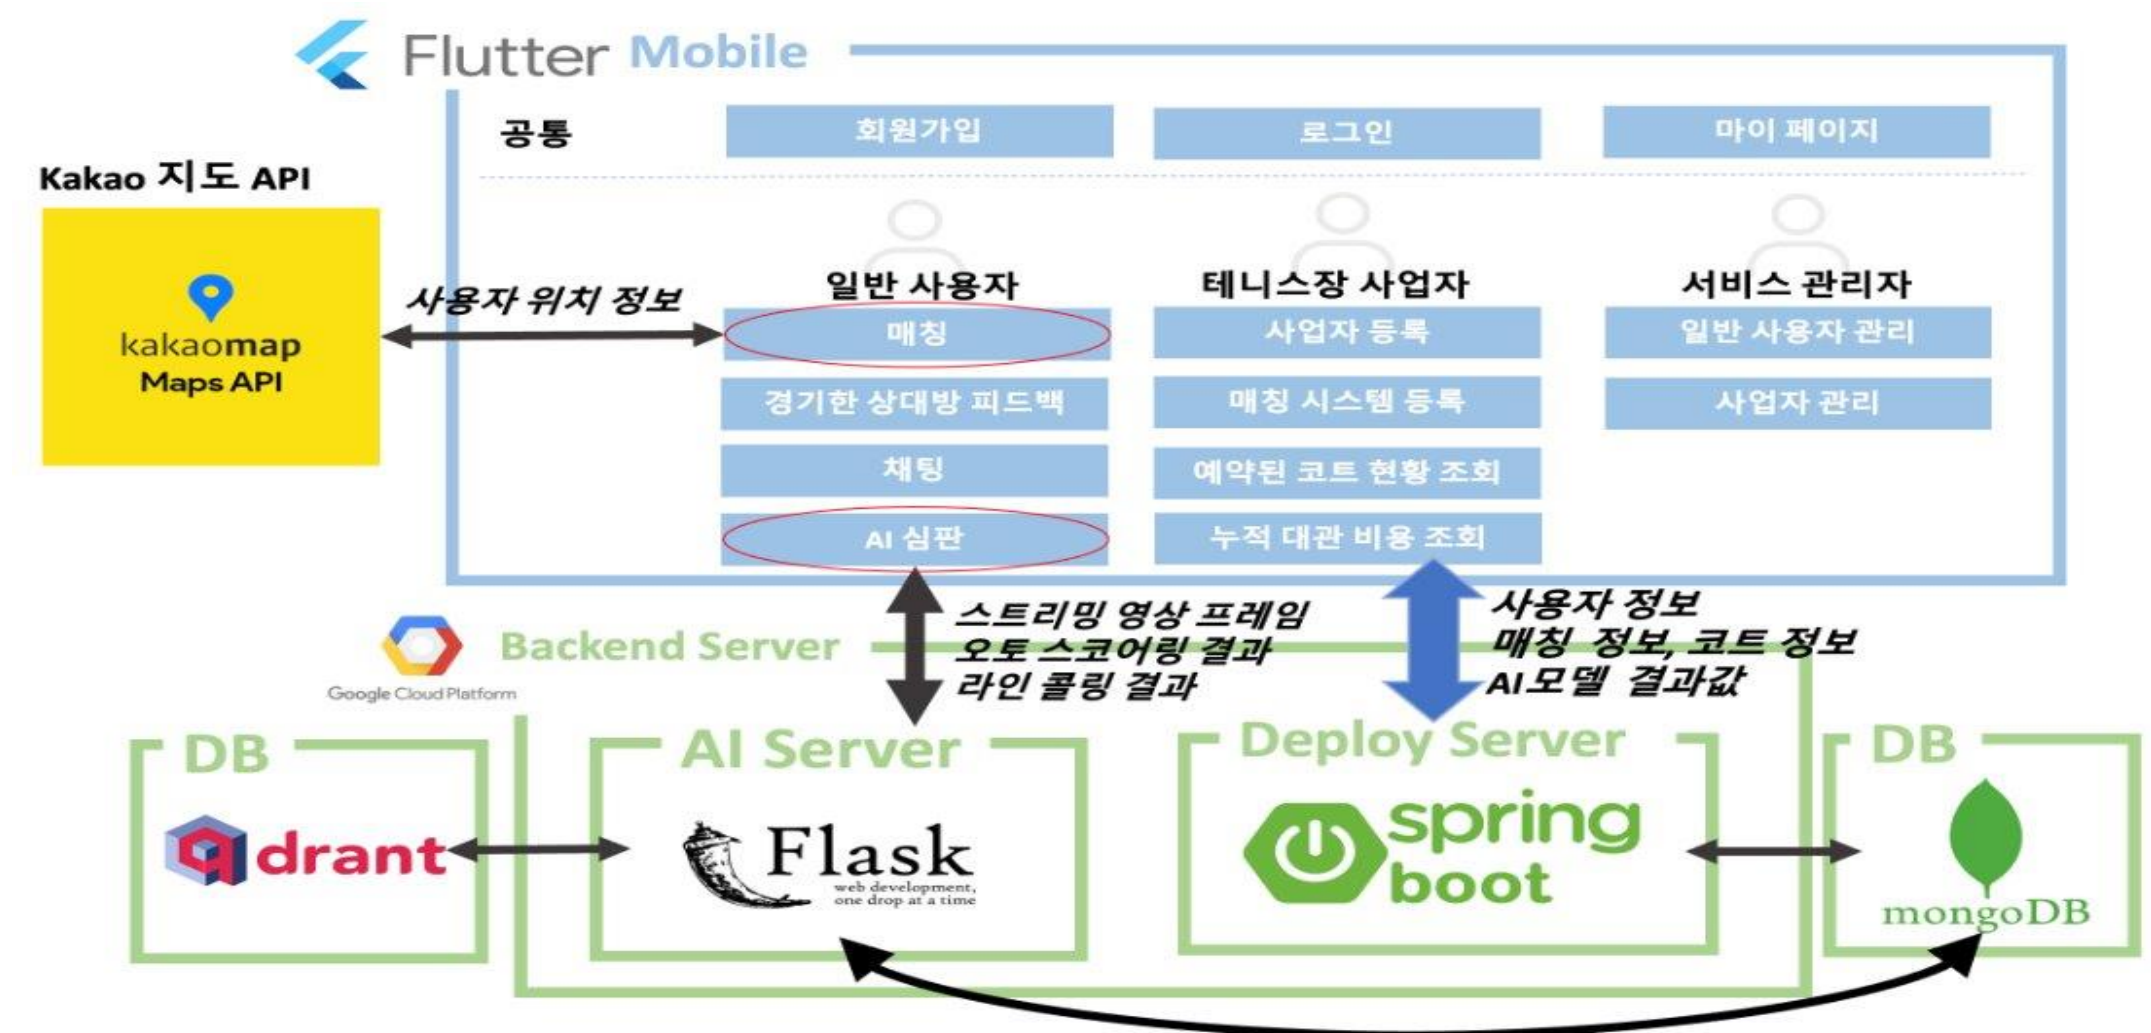 Flutter Mobile
공통
회원가입
로그인
마이 페이지
Kakao 지도 API
kakaomap
Maps API
사용자 위치 정보
일반 사용자
매칭
경기한 상대방 피드백
채팅
AI 심판
테니스장 사업자
사업자 등록
매칭 시스템 등록
예약된 코트 현황 조회
누적 대관 비용 조회
서비스 관리자
일반 사용자 관리
사업자 관리
스트리밍 영상 프레임
오토 스코어링 결과
라인 콜링 결과
사용자 정보
매칭 정보, 코트 정보
AI모델 결과값
Google Cloud Platform
Backend Server
DB
qdrant
AI Server
Flask
web development,
one drop at a time
Deploy Server
spring
boot
DB
mongoDB